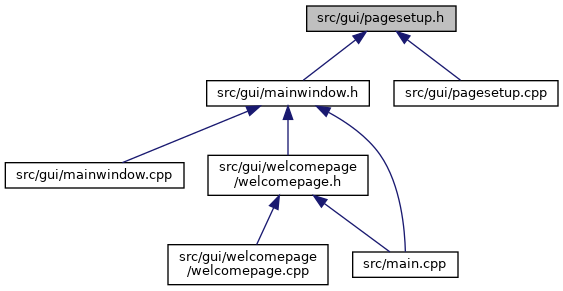 src/gui/pagesetup.h
src/gui/mainwindow.h
src/gui/pagesetup.cpp
src/gui/mainwindow.cpp
src/gui/welcomepage
/welcomepage.h
src/gui/welcomepage
/welcomepage.cpp
src/main.cpp